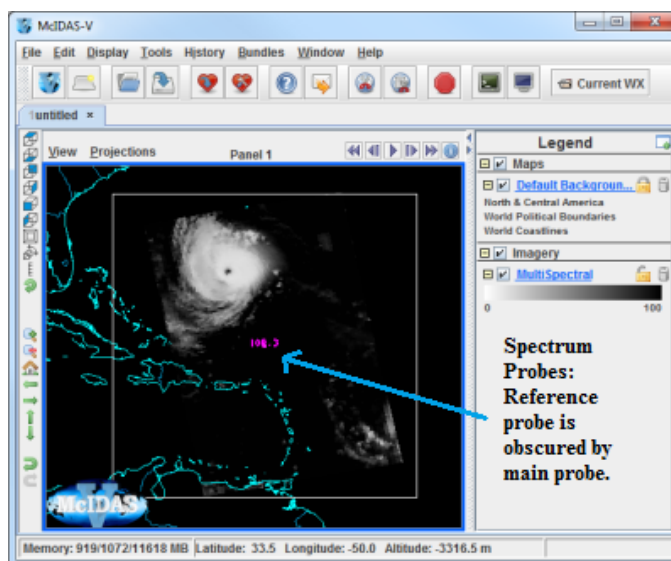 McIDAS-V
File Edit Display Tools History Bundles Window Help
Current WX
untitled ×
View Projections Panel 1
Legend
Maps
Default Backgroun...
North & Central America
World Political Boundaries
World Coastlines
Imagery
MultiSpectral
0 100
Spectrum
Probes:
Reference
probe is
obscured by
main probe.
McIDAS-V
Memory: 919/1072/11618 MB Latitude: 33.5 Longitude: -50.0 Altitude: -3316.5 m